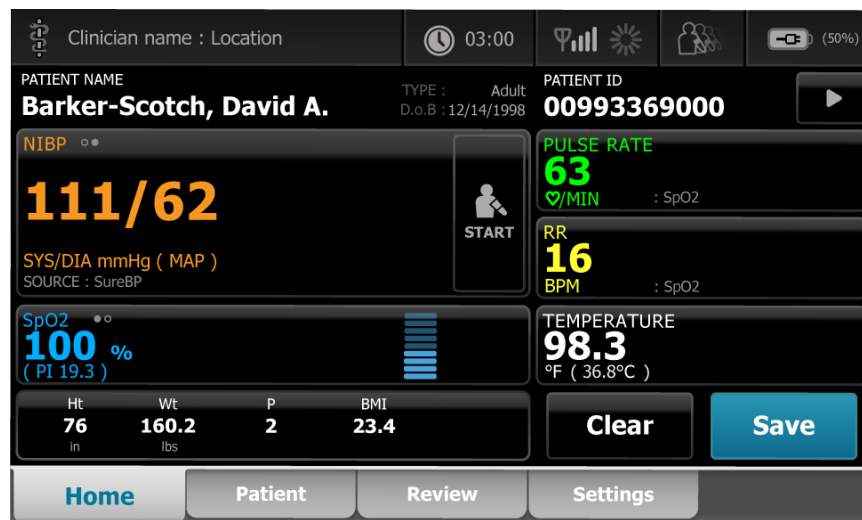 Clinician name : Location
03:00
(50%)
PATIENT NAME
Barker-Scotch, David A.
TYPE : Adult
D.o.B : 12/14/1998
PATIENT ID
00993369000
NIBP
111/62
SYS/DIA mmHg ( MAP )
SOURCE : SureBP
START
PULSE RATE
63
/MIN : SpO2
RR
16
BPM : SpO2
SpO2
100 %
( PI 19.3 )
TEMPERATURE
98.3
°F ( 36.8°C )
Ht Wt P BMI
76 160.2 2 23.4
in lbs
Clear
Save
Home Patient Review Settings